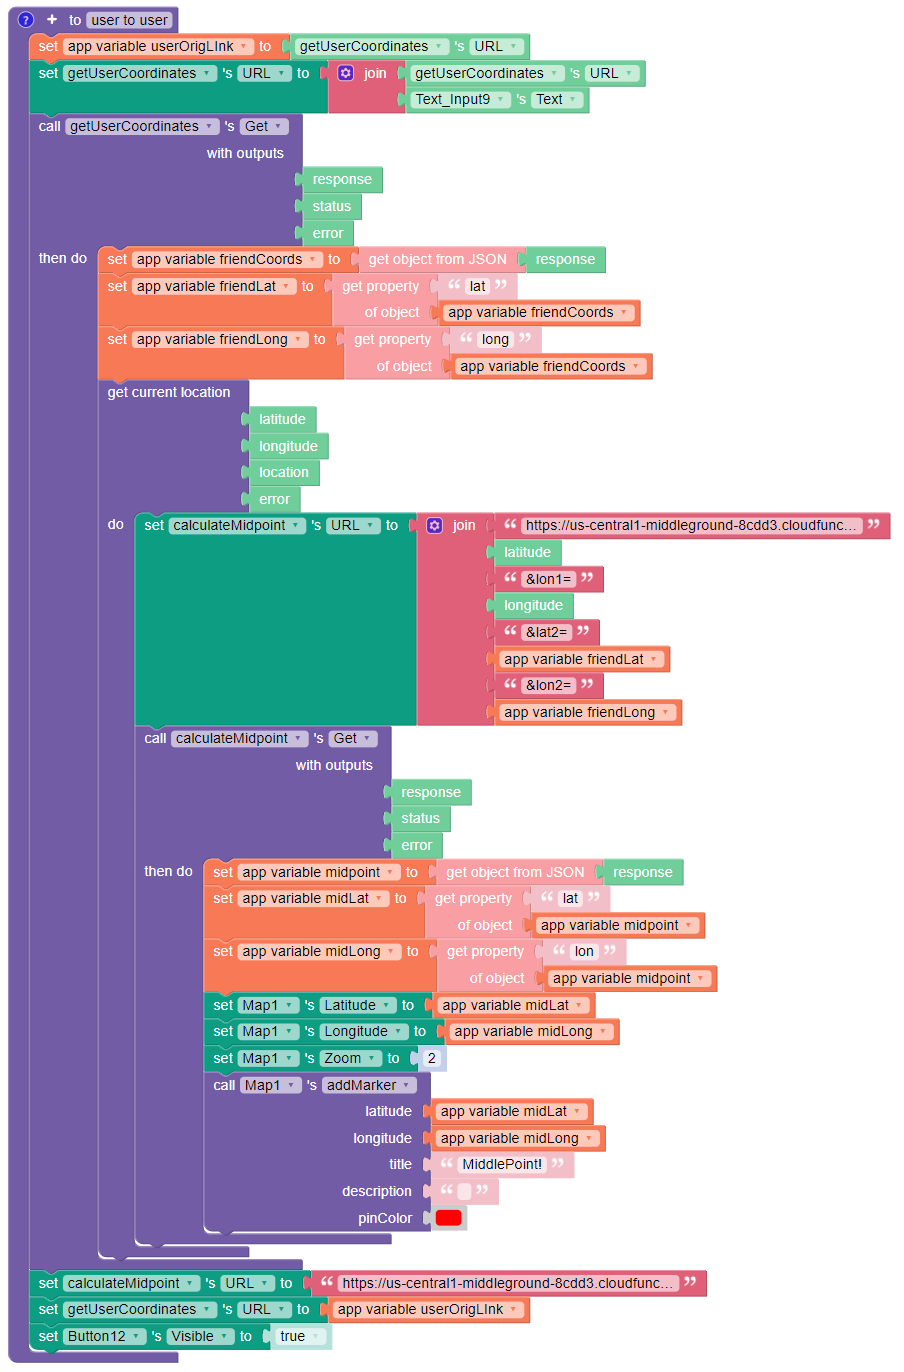 ? + to user to user
set app variable userOrigLInk to getUserCoordinates 's URL
set getUserCoordinates 's URL to join getUserCoordinates 's URL
Text_Input9 's Text
call getUserCoordinates 's Get
with outputs
response
status
error
then do set app variable friendCoords to get object from JSON response
set app variable friendLat to get property “ lat ”
of object app variable friendCoords
set app variable friendLong to get property “ long ”
of object app variable friendCoords
get current location
latitude
longitude
location
error
do set calculateMidpoint 's URL to join “ https://us-central1-middleground-8cdd3.cloudfunc... ”
latitude
“ &lon1= ”
longitude
“ &lat2= ”
app variable friendLat
“ &lon2= ”
app variable friendLong
call calculateMidpoint 's Get
with outputs
response
status
error
then do set app variable midpoint to get object from JSON response
set app variable midLat to get property “ lat ”
of object app variable midpoint
set app variable midLong to get property “ lon ”
of object app variable midpoint
set Map1 's Latitude to app variable midLat
set Map1 's Longitude to app variable midLong
set Map1 's Zoom to 2
call Map1 's addMarker
latitude app variable midLat
longitude app variable midLong
title “ MiddlePoint! ”
description “ ”
pinColor
set calculateMidpoint 's URL to “ https://us-central1-middleground-8cdd3.cloudfunc... ”
set getUserCoordinates 's URL to app variable userOrigLInk
set Button12 's Visible to true